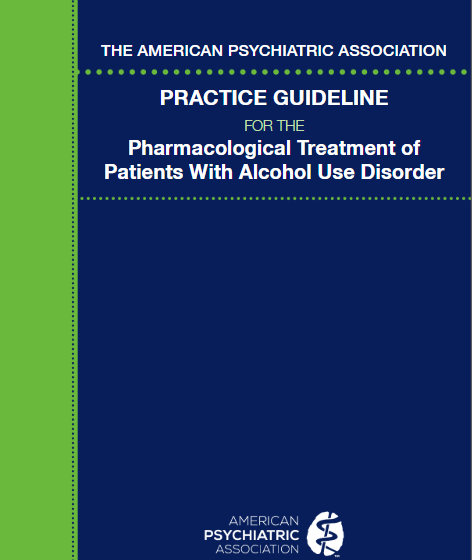 THE AMERICAN PSYCHIATRIC ASSOCIATION
PRACTICE GUIDELINE
FOR THE
Pharmacological Treatment of
Patients With Alcohol Use Disorder
AMERICAN
PSYCHIATRIC
ASSOCIATION